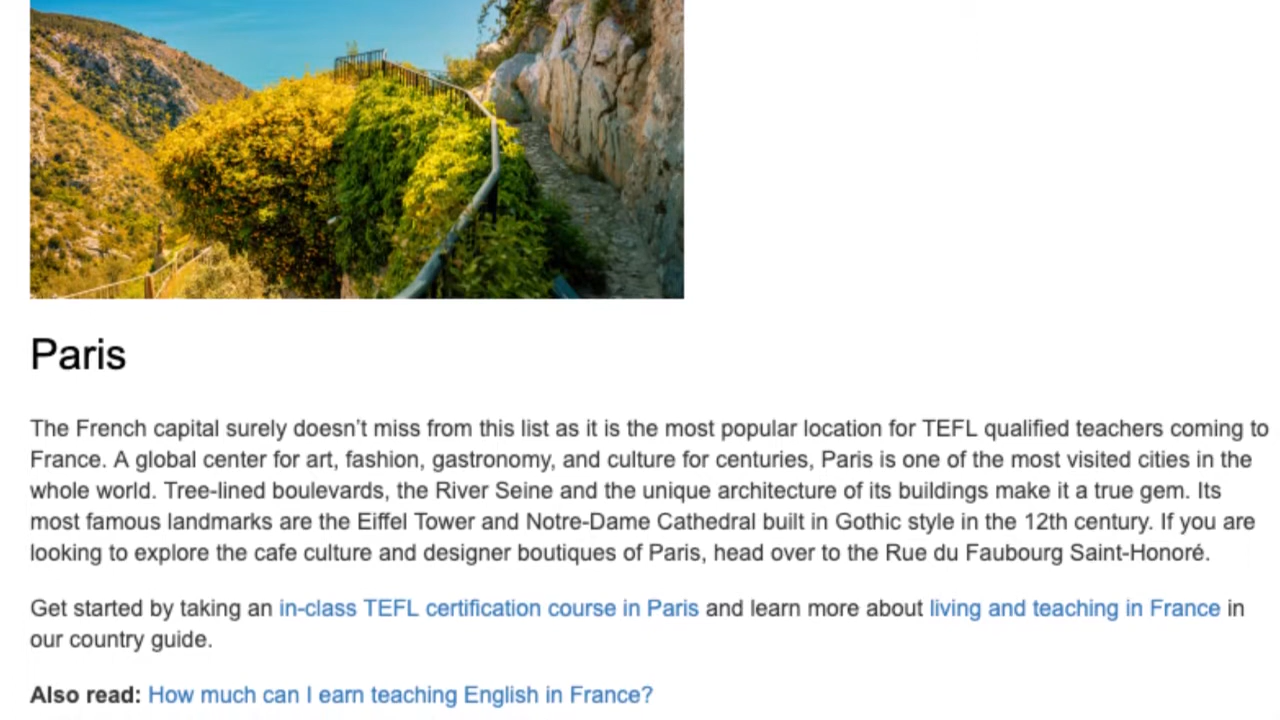 Paris
The French capital surely doesn’t miss from this list as it is the most popular location for TEFL qualified teachers coming to
France. A global center for art, fashion, gastronomy, and culture for centuries, Paris is one of the most visited cities in the
whole world. Tree-lined boulevards, the River Seine and the unique architecture of its buildings make it a true gem. Its
most famous landmarks are the Eiffel Tower and Notre-Dame Cathedral built in Gothic style in the 12th century. If you are
looking to explore the cafe culture and designer boutiques of Paris, head over to the Rue du Faubourg Saint-Honoré.
Get started by taking an in-class TEFL certification course in Paris and learn more about living and teaching in France in
our country guide.
Also read: How much can I earn teaching English in France?